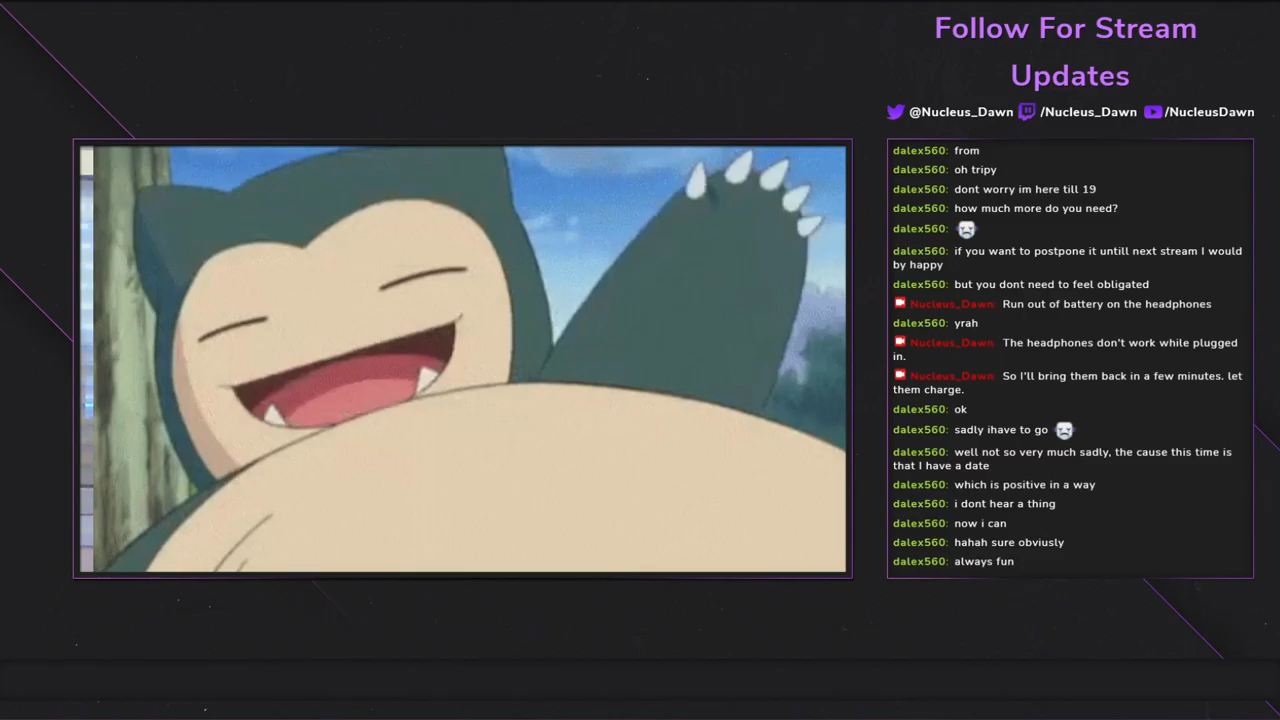 Follow For Stream
Updates
@Nucleus_Dawn /Nucleus_Dawn /NucleusDawn
dalex560: from
dalex560: oh tripy
dalex560: dont worry im here till 19
dalex560: how much more do you need?
dalex560:
dalex560: if you want to postpone it untill next stream I would
by happy
dalex560: but you dont need to feel obligated
Nucleus_Dawn: Run out of battery on the headphones
dalex560: yrah
Nucleus_Dawn: The headphones don't work while plugged
in.
Nucleus_Dawn: So I'll bring them back in a few minutes. let
them charge.
dalex560: ok
dalex560: sadly ihave to go
dalex560: well not so very much sadly, the cause this time is
that I have a date
dalex560: which is positive in a way
dalex560: i dont hear a thing
dalex560: now i can
dalex560: hahah sure obviusly
dalex560: always fun